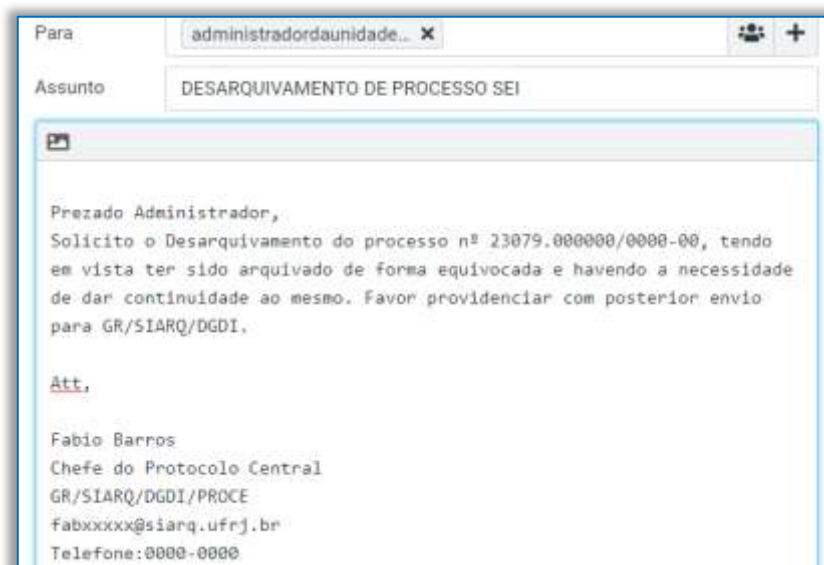 Para administradordaunidade...
Assunto DESARQUIVAMENTO DE PROCESSO SEI
Prezado Administrador,
Solicito o Desarquivamento do processo nº 23079.000000/0000-00, tendo
em vista ter sido arquivado de forma equivocada e havendo a necessidade
de dar continuidade ao mesmo. Favor providenciar com posterior envio
para GR/SIARQ/DGDI.
Att,
Fabio Barros
Chefe do Protocolo Central
GR/SIARQ/DGDI/PROCE
fabxxxxx@siarq.ufrj.br
Telefone:0000-0000